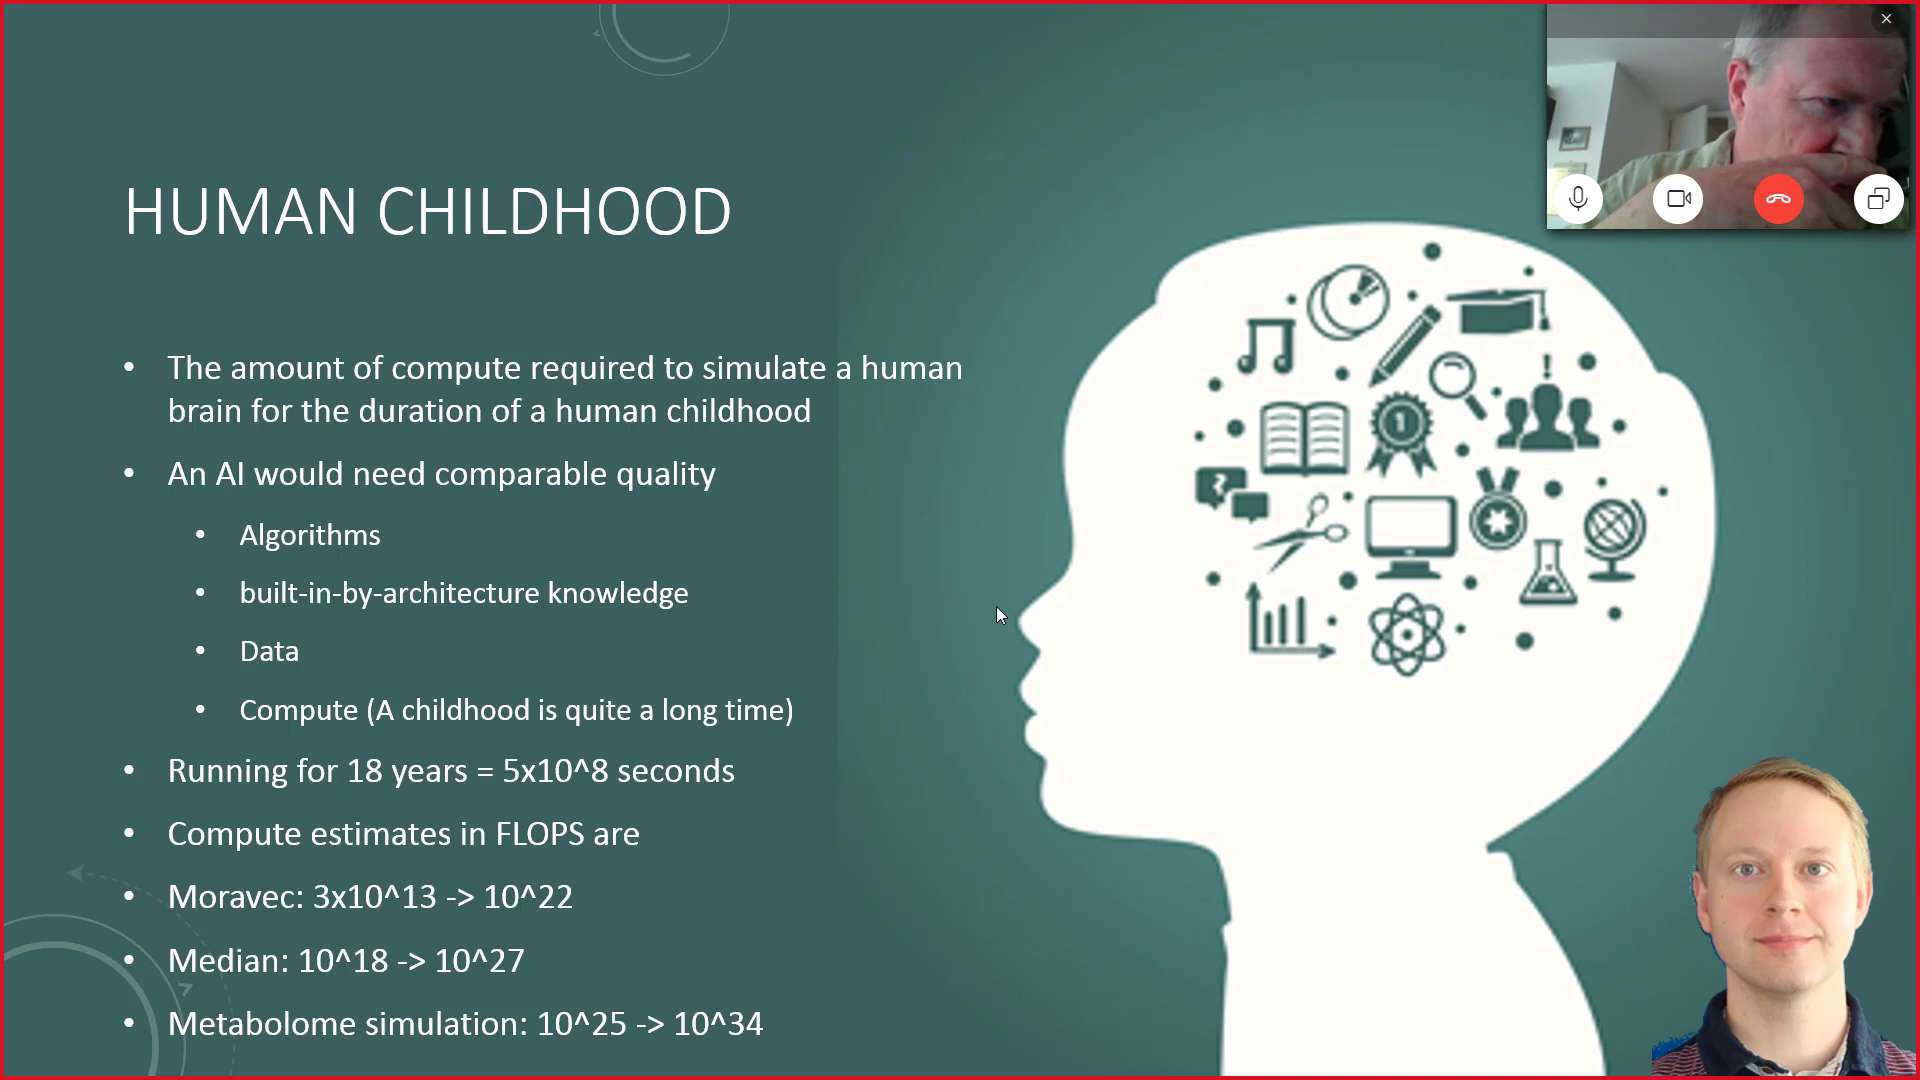 HUMAN CHILDHOOD
• The amount of compute required to simulate a human
brain for the duration of a human childhood
• An AI would need comparable quality
• Algorithms
• built-in-by-architecture knowledge
• Data
• Compute (A childhood is quite a long time)
• Running for 18 years = 5x10^8 seconds
• Compute estimates in FLOPS are
• Moravec: 3x10^13 -> 10^22
• Median: 10^18 -> 10^27
• Metabolome simulation: 10^25 -> 10^34
1